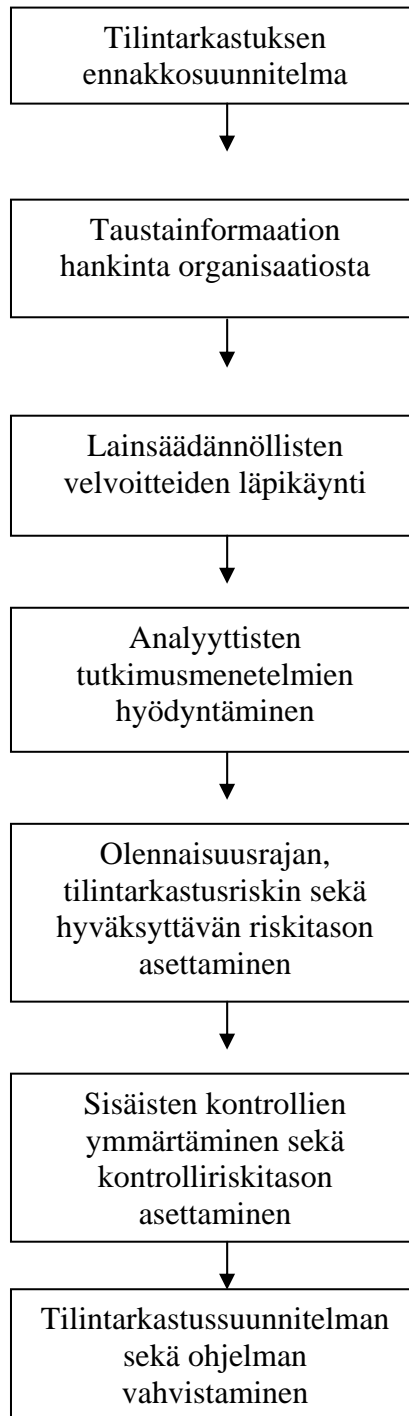 Tilintarkastuksen
ennakkosuunnitelma
Taustainformaation
hankinta organisaatiosta
Lainsäädännöllisten
velvoitteiden läpikäynti
Analyyttisten
tutkimusmenetelmien
hyödyntäminen
Olennaisuusrajan,
tilintarkastusriskin sekä
hyväksyttävän riskitason
asettaminen
Sisäisten kontrollien
ymmärtäminen sekä
kontrolliriskitason
asettaminen
Tilintarkastussuunnitelman
sekä ohjelman
vahvistaminen